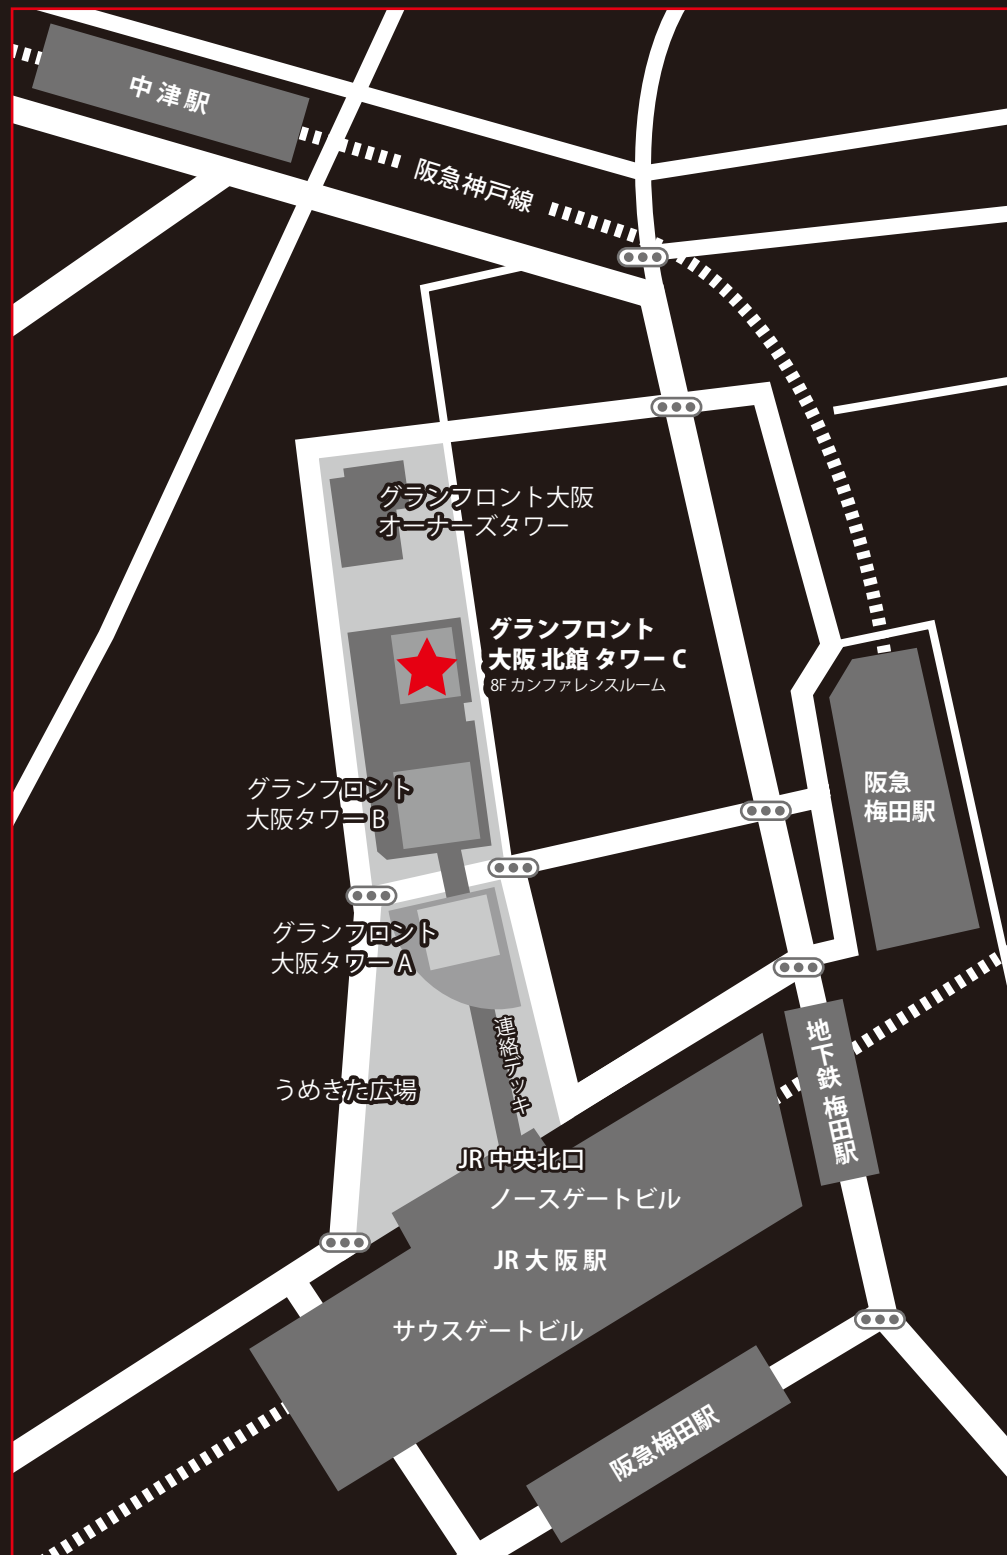 中津駅
阪急神戸線
グランフロント大阪
オーナーズタワー
グランフロント
大阪 北館 タワー C
8F カンファレンスルーム
グランフロント
大阪タワー B
阪急
梅田駅
グランフロント
大阪タワー A
連絡デッキ
地下鉄 梅田駅
うめきた広場
JR 中央北口
ノースゲートビル
JR 大阪駅
サウスゲートビル
阪急梅田駅